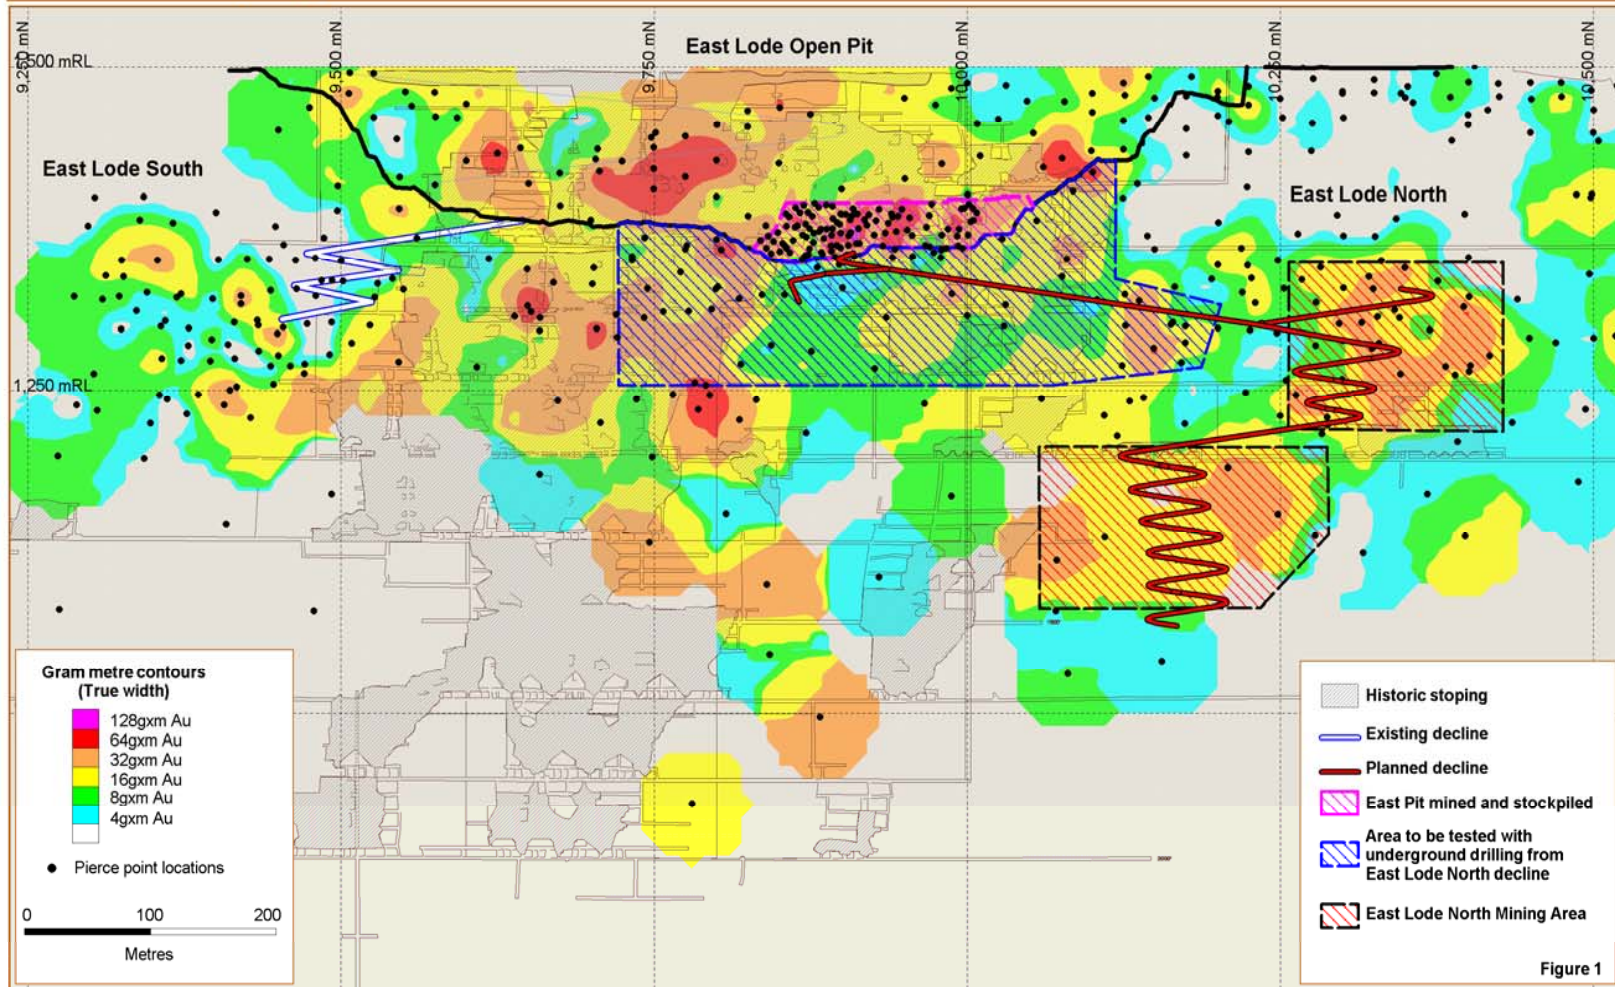 9,250 mN
9,500 mN
9,750 mN
10,000 mN
10,250 mN
10,500 mN
East Lode Open Pit
1,500 mRL
East Lode South
East Lode North
1,250 mRL
Gram metre contours
(True width)
128gxm Au
64gxm Au
32gxm Au
16gxm Au
8gxm Au
4gxm Au
Pierce point locations
0 100 200
Metres
Historic stoping
Existing decline
Planned decline
East Pit mined and stockpiled
Area to be tested with
underground drilling from
East Lode North decline
East Lode North Mining Area
Figure 1